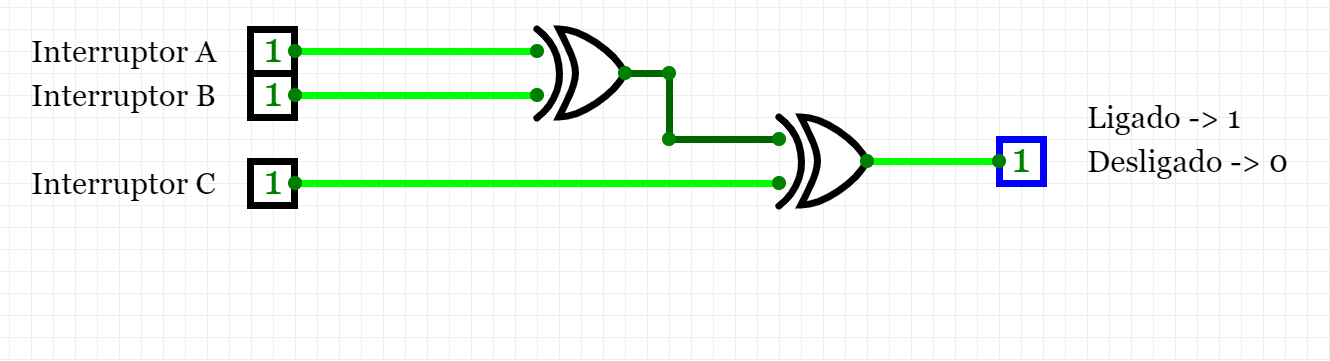 Interruptor A 1
Interruptor B 1
Interruptor C 1
1
Ligado -> 1
Desligado -> 0